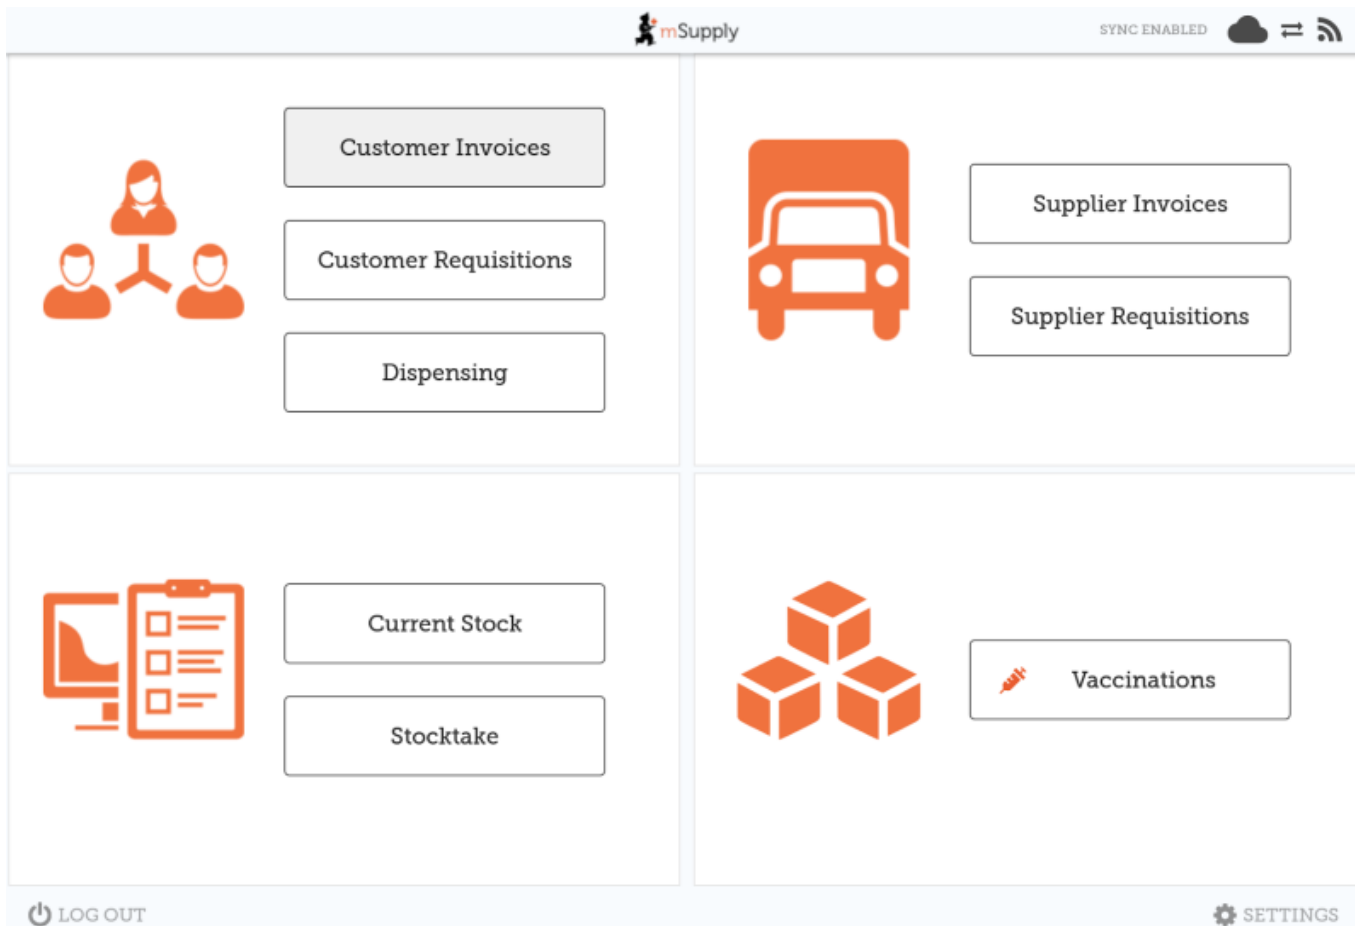 mSupply
SYNC ENABLED
Customer Invoices
Customer Requisitions
Dispensing
Supplier Invoices
Supplier Requisitions
Current Stock
Stocktake
Vaccinations
LOG OUT
SETTINGS